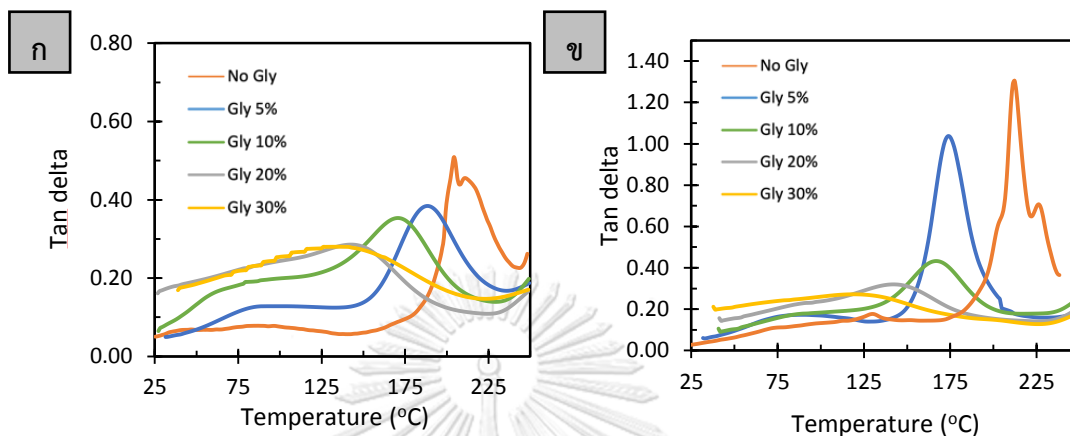 ก
0.80
0.60
0.40
0.20
0.00
Tan delta
No Gly
Gly 5%
Gly 10%
Gly 20%
Gly 30%
25
75
125
175
225
Temperature (°C)
ข
1.40
1.20
1.00
0.80
0.60
0.40
0.20
0.00
Tan delta
No Gly
Gly 5%
Gly 10%
Gly 20%
Gly 30%
25
75
125
175
225
Temperature (°C)